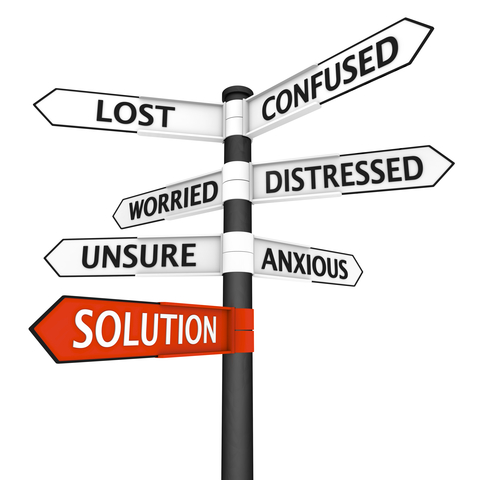 LOST
CONFUSED
WORRIED
DISTRESSED
UNSURE
ANXIOUS
SOLUTION